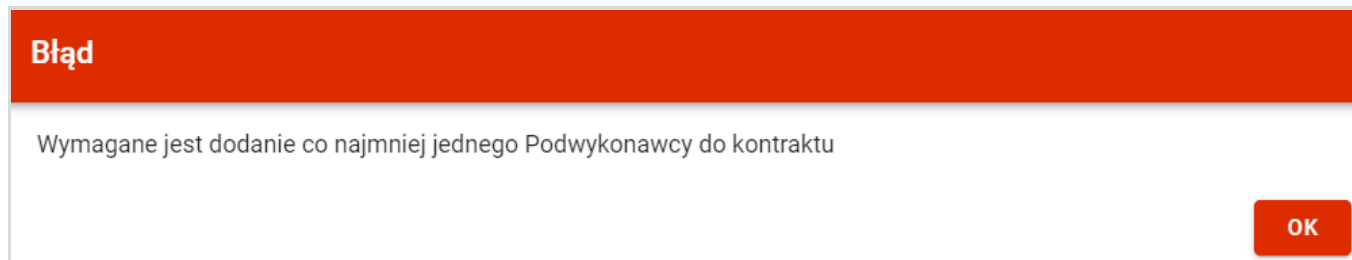 Błąd
Wymagane jest dodanie co najmniej jednego Podwykonawcy do kontraktu
OK